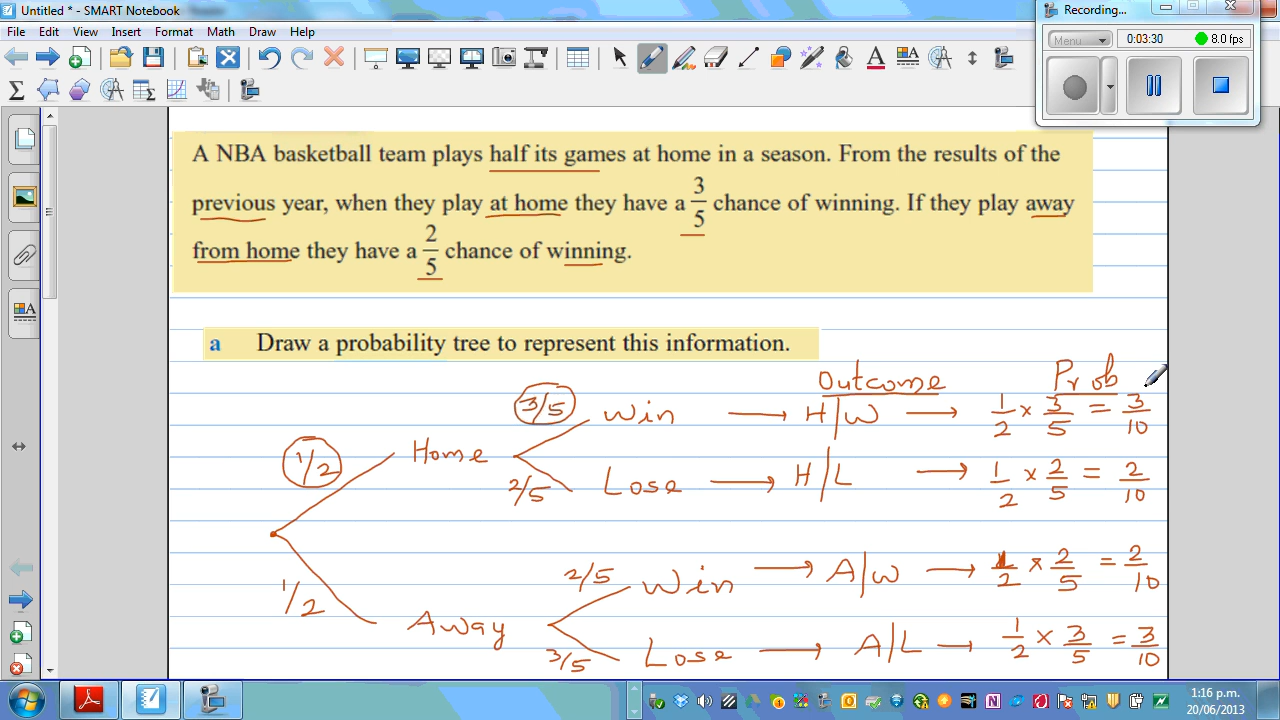 Untitled * - SMART Notebook
Recording...
File Edit View Insert Format Math Draw Help
Menu 0:03:30 8.0 fps
A NBA basketball team plays half its games at home in a season. From the results of the
previous year, when they play at home they have a 3/5 chance of winning. If they play away
from home they have a 2/5 chance of winning.
a Draw a probability tree to represent this information.
Outcome Prob
3/5 Win → H/W → 1/2 × 3/5 = 3/10
1/2 Home
2/5 Lose → H/L → 1/2 × 2/5 = 2/10
2/5 Win → A/W → 1/2 × 2/5 = 2/10
1/2 Away
3/5 Lose → A/L → 1/2 × 3/5 = 3/10
1:16 p.m.
20/06/2013